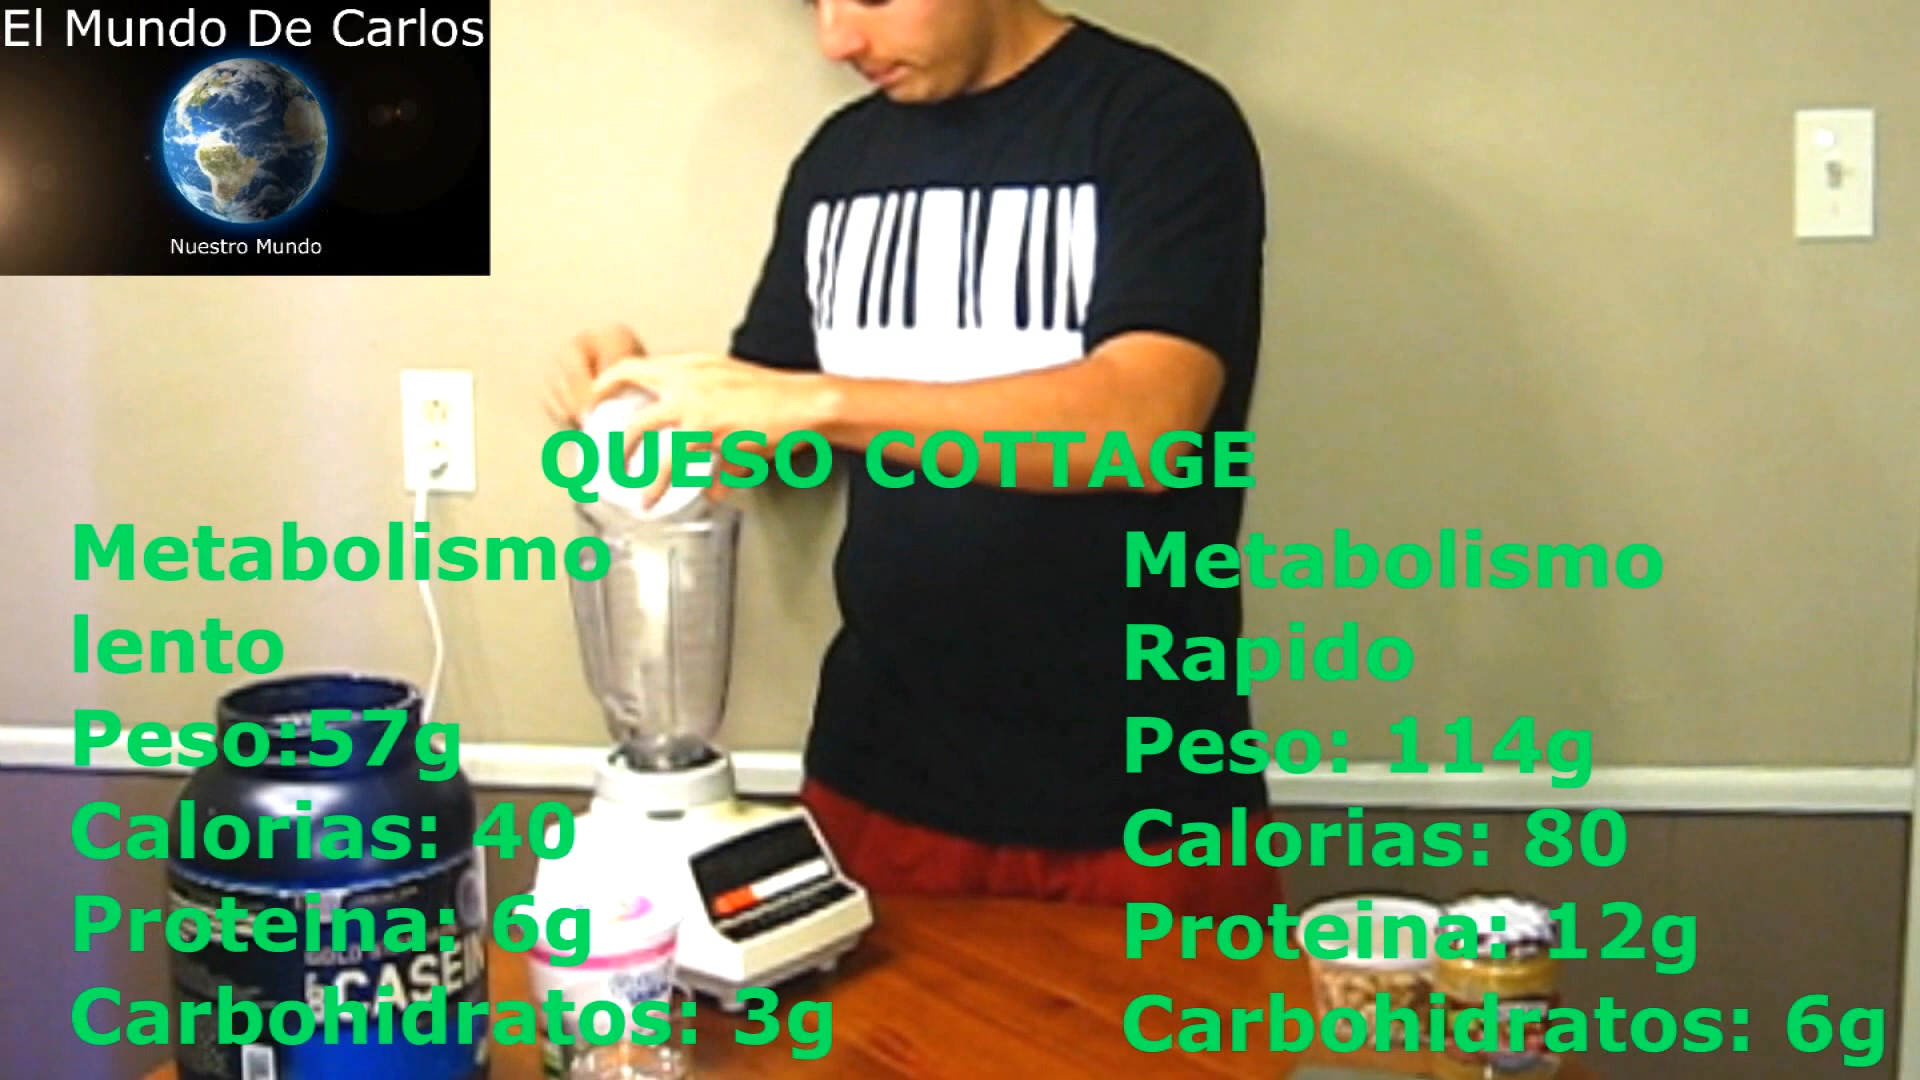 El Mundo De Carlos
Nuestro Mundo
QUESO COTTAGE
Metabolismo
lento
Peso:57g
Calorias: 40
Proteina: 6g
Carbohidratos: 3g
Metabolismo
Rapido
Peso: 114g
Calorias: 80
Proteina: 12g
Carbohidratos: 6g
GOLD
CASEIN